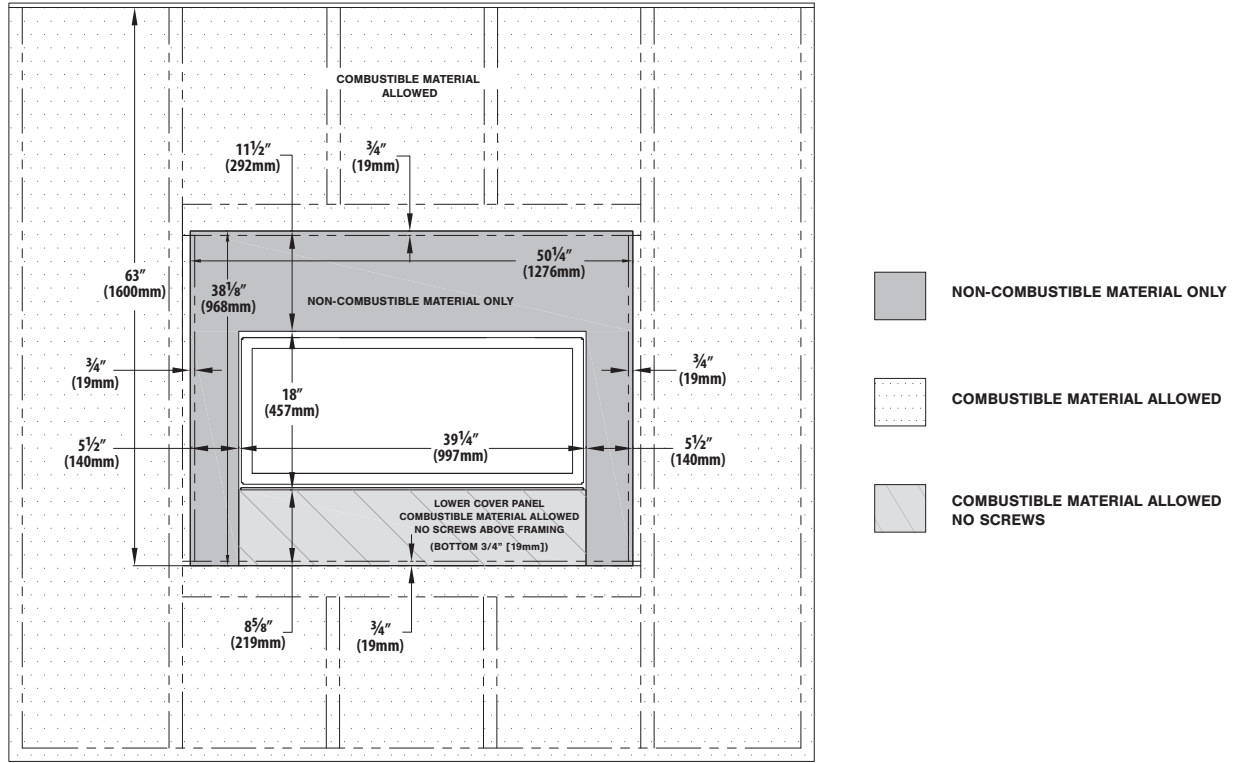 COMBUSTIBLE MATERIAL
ALLOWED
11½″
(292mm)
¾″
(19mm)
50¼″
(1276mm)
63″
(1600mm)
38⅛″
(968mm)
NON-COMBUSTIBLE MATERIAL ONLY
¾″
(19mm)
¾″
(19mm)
18″
(457mm)
5½″
(140mm)
39¼″
(997mm)
5½″
(140mm)
LOWER COVER PANEL
COMBUSTIBLE MATERIAL ALLOWED
NO SCREWS ABOVE FRAMING
(BOTTOM 3/4" [19mm])
8⅝″
(219mm)
¾″
(19mm)
NON-COMBUSTIBLE MATERIAL ONLY
COMBUSTIBLE MATERIAL ALLOWED
COMBUSTIBLE MATERIAL ALLOWED
NO SCREWS